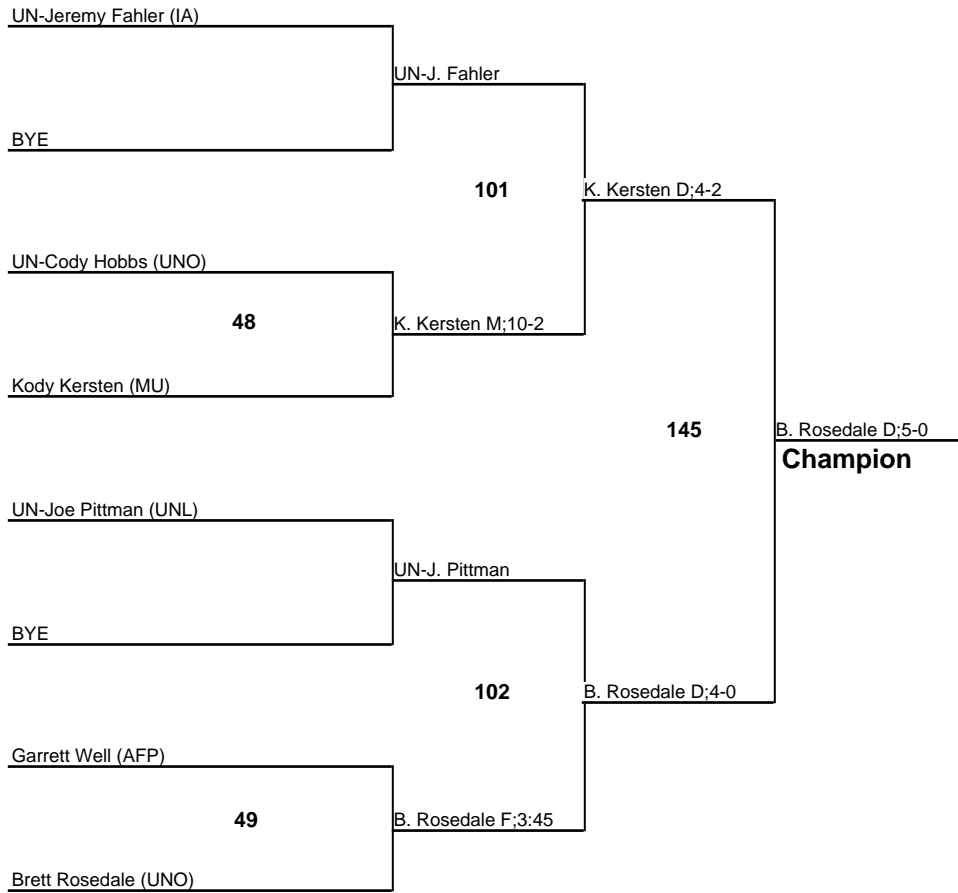 UN-Jeremy Fahler (IA)
UN-J. Fahler
BYE
101
K. Kersten D;4-2
UN-Cody Hobbs (UNO)
48
K. Kersten M;10-2
Kody Kersten (MU)
145
B. Rosedale D;5-0
Champion
UN-Joe Pittman (UNL)
UN-J. Pittman
BYE
102
B. Rosedale D;4-0
Garrett Well (AFP)
49
B. Rosedale F;3:45
Brett Rosedale (UNO)